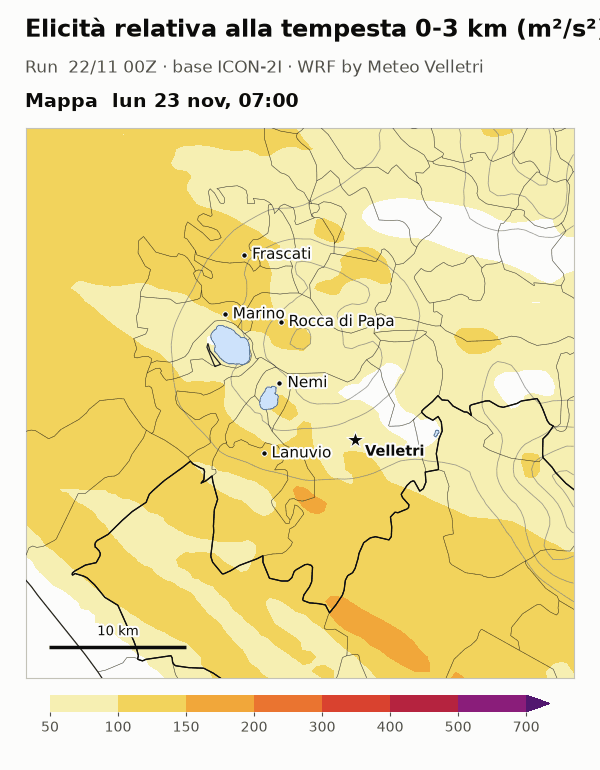 Elicità relativa alla tempesta 0-3 km (m²/s²)
Run  22/11 00Z · base ICON-2I · WRF by Meteo Velletri
Mappa  lun 23 nov, 07:00
Frascati
Marino
Rocca di Papa
Nemi
Velletri
Lanuvio
10 km
50 100 150 200 300 400 500 700